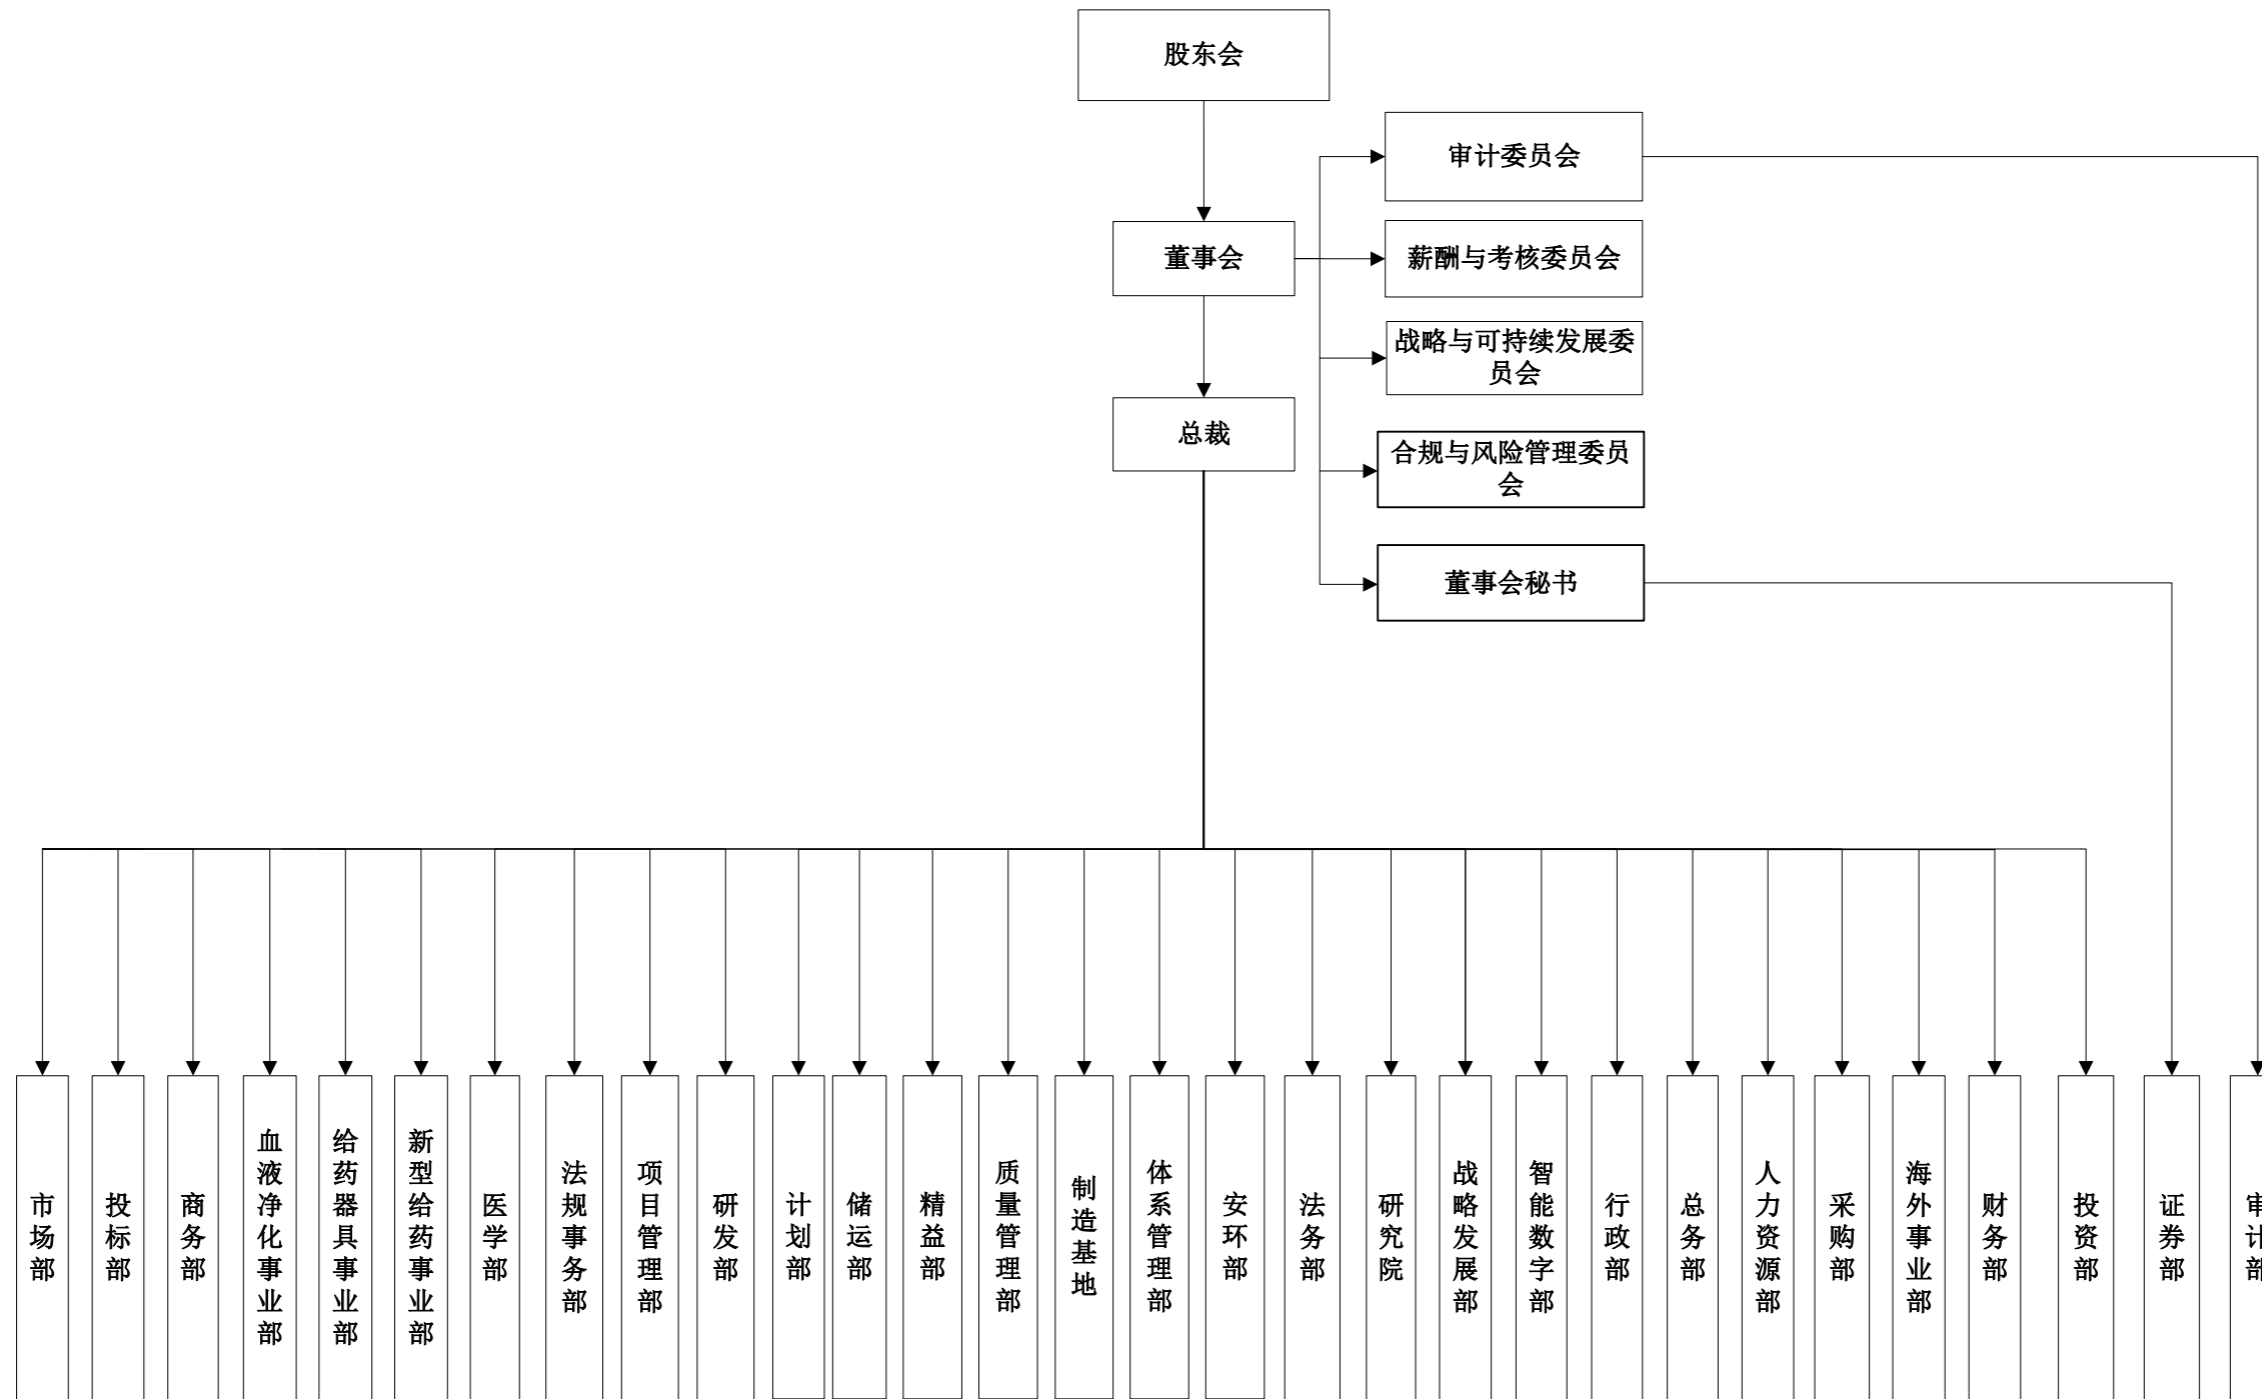 股东会
审计委员会
董事会
薪酬与考核委员会
战略与可持续发展委
员会
总裁
合规与风险管理委员
会
董事会秘书
市场部
投标部
商务部
血液净化事业部
给药器具事业部
新型给药事业部
医学部
法规事务部
项目管理部
研发部
计划部
储运部
精益部
质量管理部
制造基地
体系管理部
安环部
法务部
研究院
战略发展部
智能数字部
行政部
总务部
人力资源部
采购部
海外事业部
财务部
投资部
证券部
审计部